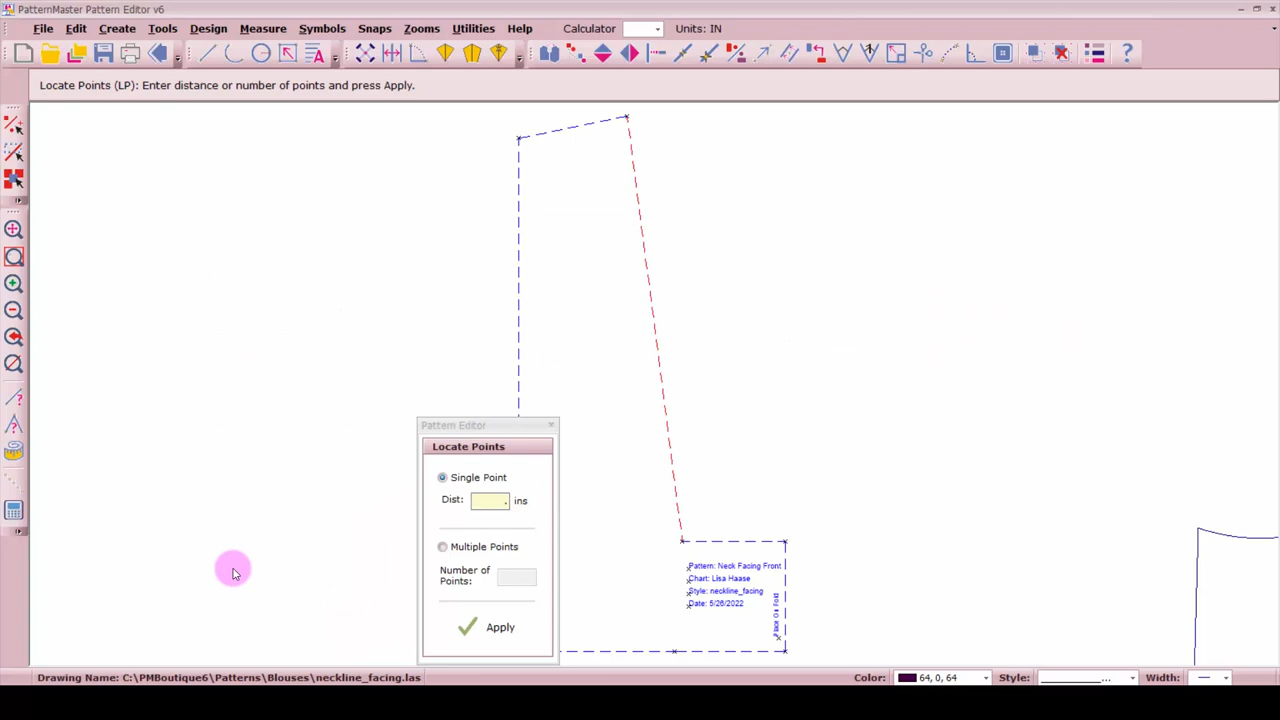 PatternMaster Pattern Editor v6
File Edit Create Tools Design Measure Symbols Snaps Zooms Utilities Help Calculator Units: IN
Locate Points (LP): Enter distance or number of points and press Apply.
Pattern Editor
Locate Points
Single Point
Dist: . ins
Multiple Points
Number of
Points:
Apply
Pattern: Neck Facing Front
Chart: Lisa Haase
Style: neckline_facing
Date: 5/26/2022
Place On Fold
Drawing Name: C:\PMBoutique6\Patterns\Blouses\neckline_facing.las Color: 64, 0, 64 Style: ... Width: